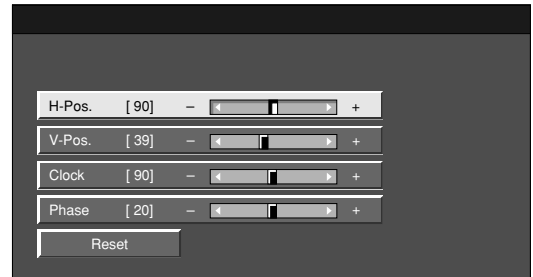 H-Pos. [ 90] – +
V-Pos. [ 39] – +
Clock [ 90] – +
Phase [ 20] – +
Reset